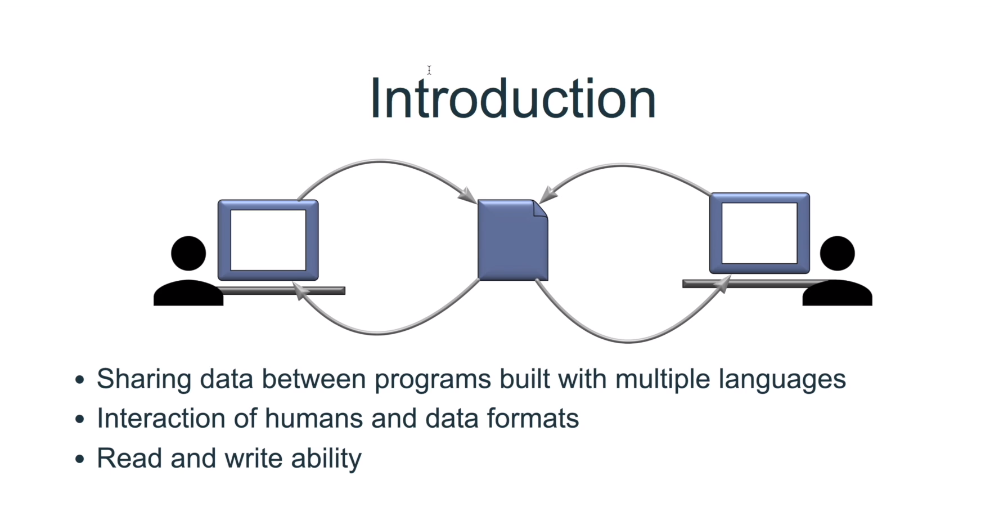 Introduction
• Sharing data between programs built with multiple languages
• Interaction of humans and data formats
• Read and write ability